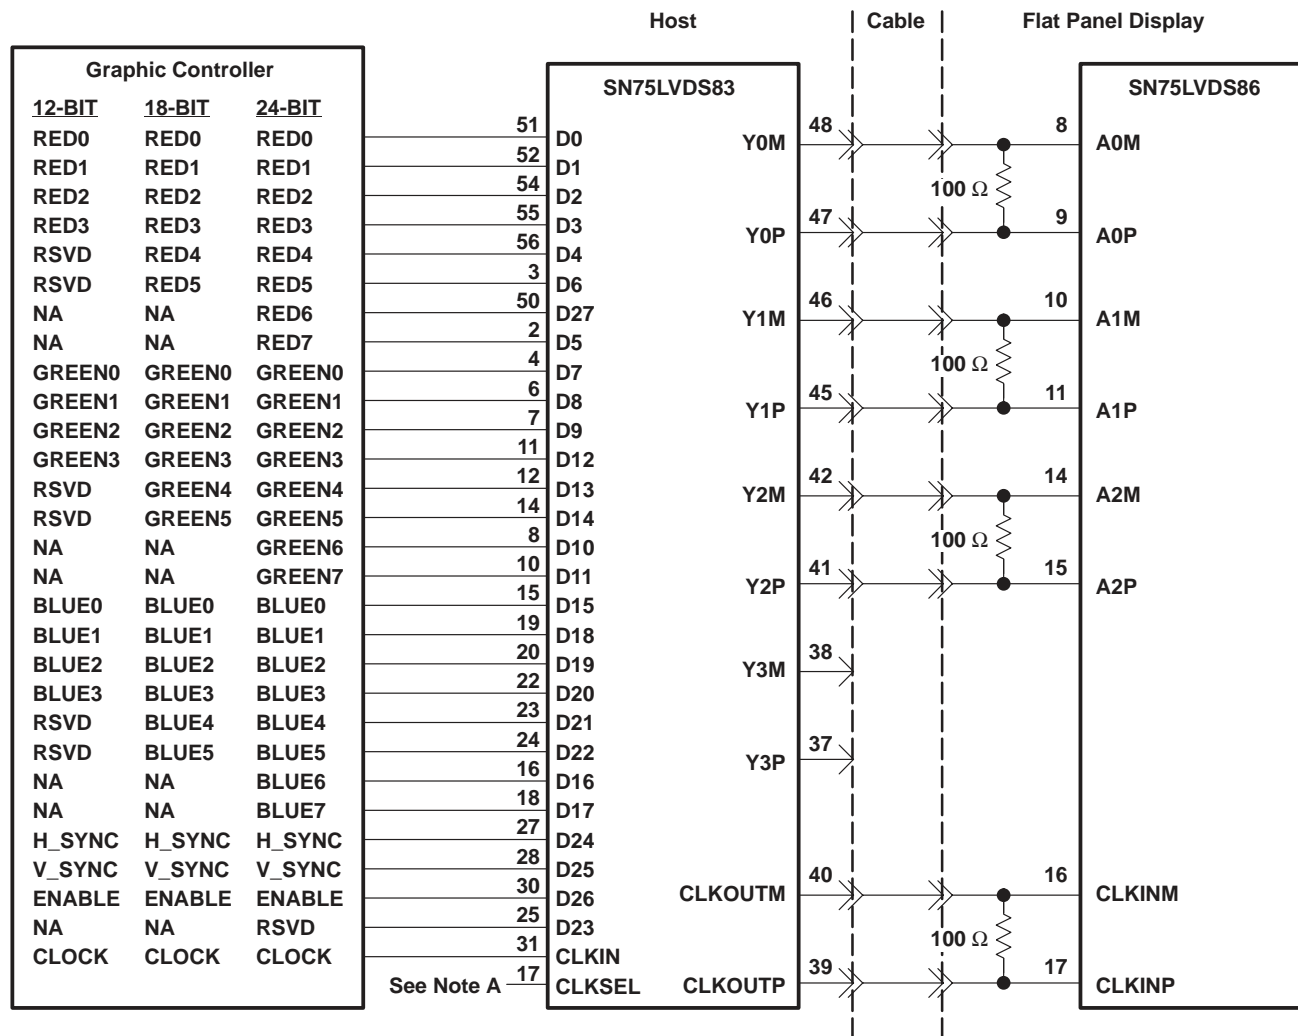 Host Cable Flat Panel Display
Graphic Controller
12-BIT 18-BIT 24-BIT
RED0 RED0 RED0
RED1 RED1 RED1
RED2 RED2 RED2
RED3 RED3 RED3
RSVD RED4 RED4
RSVD RED5 RED5
NA NA RED6
NA NA RED7
GREEN0 GREEN0 GREEN0
GREEN1 GREEN1 GREEN1
GREEN2 GREEN2 GREEN2
GREEN3 GREEN3 GREEN3
RSVD GREEN4 GREEN4
RSVD GREEN5 GREEN5
NA NA GREEN6
NA NA GREEN7
BLUE0 BLUE0 BLUE0
BLUE1 BLUE1 BLUE1
BLUE2 BLUE2 BLUE2
BLUE3 BLUE3 BLUE3
RSVD BLUE4 BLUE4
RSVD BLUE5 BLUE5
NA NA BLUE6
NA NA BLUE7
H_SYNC H_SYNC H_SYNC
V_SYNC V_SYNC V_SYNC
ENABLE ENABLE ENABLE
NA NA RSVD
CLOCK CLOCK CLOCK
SN75LVDS83
51 D0
52 D1
54 D2
55 D3
56 D4
3 D6
50 D27
2 D5
4 D7
6 D8
7 D9
11 D12
12 D13
14 D14
8 D10
10 D11
15 D15
19 D18
20 D19
22 D20
23 D21
24 D22
16 D16
18 D17
27 D24
28 D25
30 D26
25 D23
31 CLKIN
See Note A 17 CLKSEL
Y0M 48
Y0P 47
Y1M 46
Y1P 45
Y2M 42
Y2P 41
Y3M 38
Y3P 37
CLKOUTM 40
CLKOUTP 39
100 Ω
100 Ω
100 Ω
100 Ω
SN75LVDS86
8 A0M
9 A0P
10 A1M
11 A1P
14 A2M
15 A2P
16 CLKINM
17 CLKINP